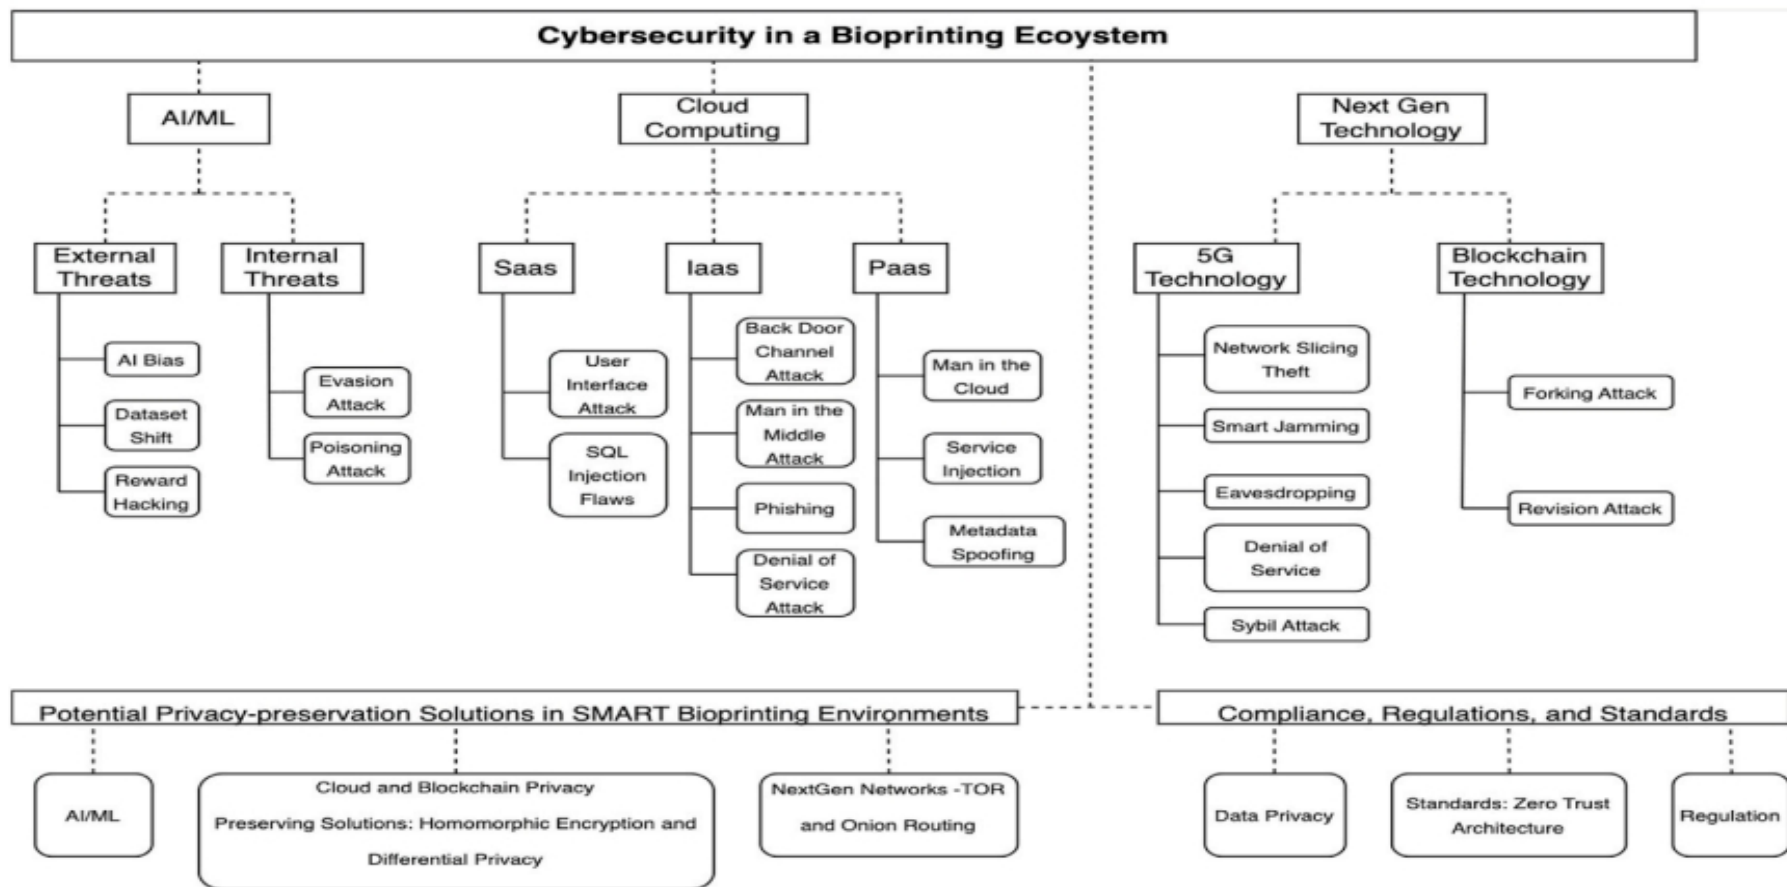 Cybersecurity in a Bioprinting Ecoystem
AI/ML
Cloud
Computing
Next Gen
Technology
External
Threats
Internal
Threats
Saas
Iaas
Paas
5G
Technology
Blockchain
Technology
AI Bias
Dataset
Shift
Reward
Hacking
Evasion
Attack
Poisoning
Attack
User
Interface
Attack
SQL
Injection
Flaws
Back Door
Channel
Attack
Man in the
Middle
Attack
Phishing
Denial of
Service
Attack
Man in the
Cloud
Service
Injection
Metadata
Spoofing
Network Slicing
Theft
Smart Jamming
Eavesdropping
Denial of
Service
Sybil Attack
Forking Attack
Revision Attack
Potential Privacy-preservation Solutions in SMART Bioprinting Environments
AI/ML
Cloud and Blockchain Privacy
Preserving Solutions: Homomorphic Encryption and
Differential Privacy
NextGen Networks -TOR
and Onion Routing
Compliance, Regulations, and Standards
Data Privacy
Standards: Zero Trust
Architecture
Regulation